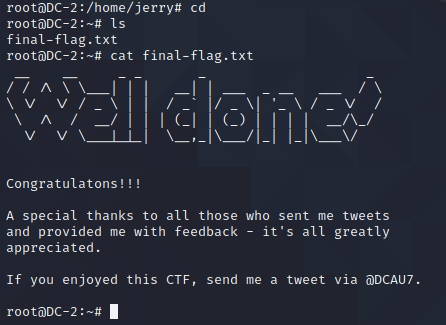 root@DC-2:/home/jerry# cd
root@DC-2:~# ls
final-flag.txt
root@DC-2:~# cat final-flag.txt
Well done!
Congratulatons!!!
A special thanks to all those who sent me tweets
and provided me with feedback - it's all greatly
appreciated.
If you enjoyed this CTF, send me a tweet via @DCAU7.
root@DC-2:~#